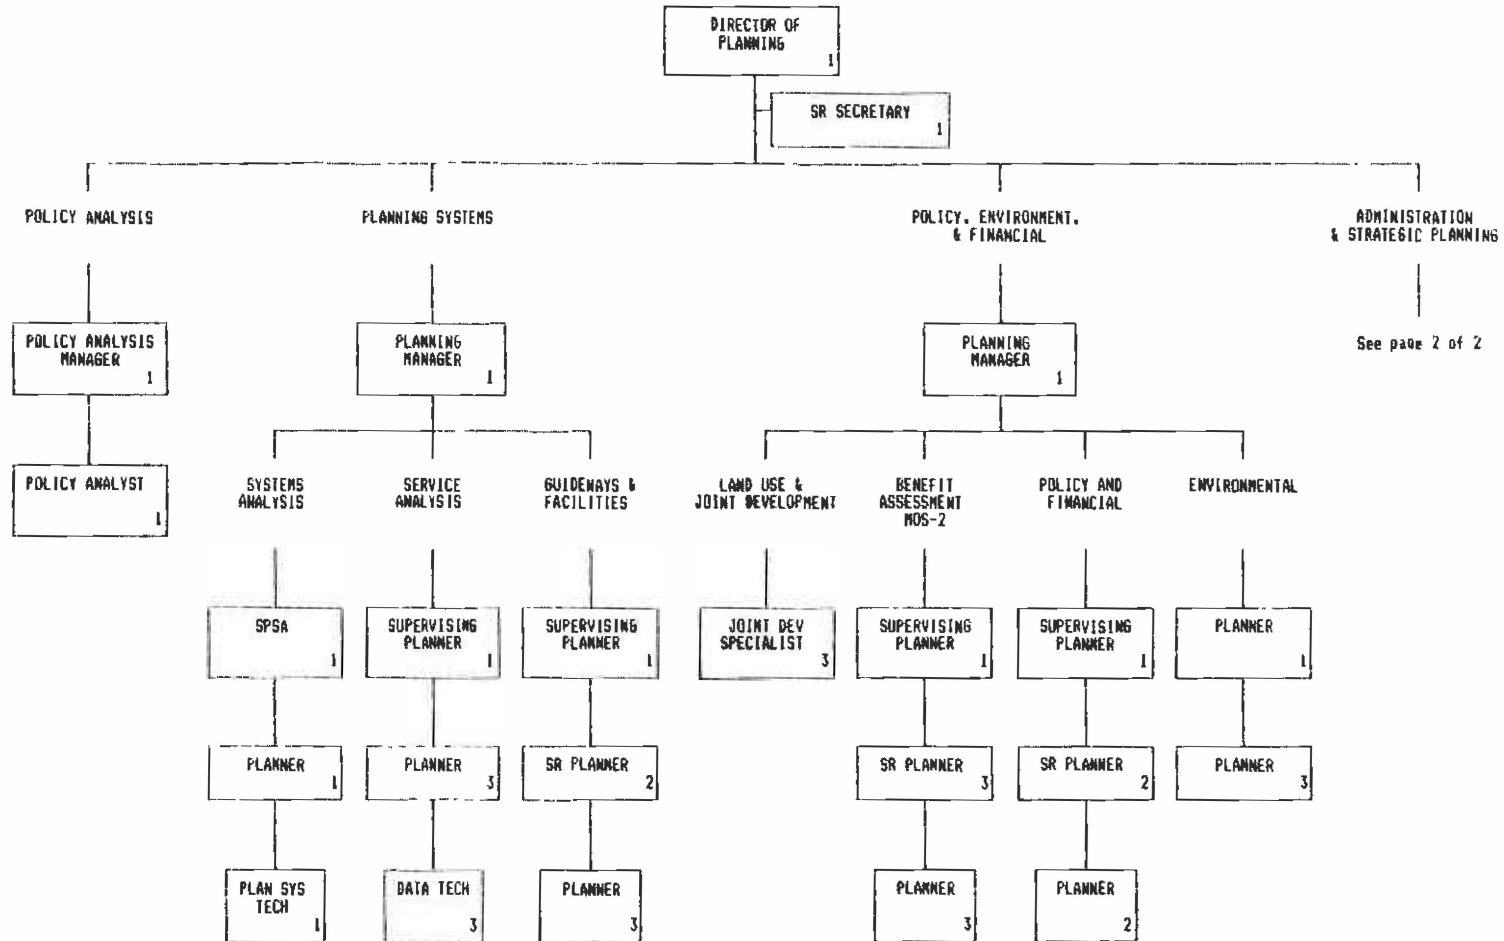 DIRECTOR OF
PLANNING
1
SR SECRETARY
1
POLICY ANALYSIS
PLANNING SYSTEMS
POLICY, ENVIRONMENT,
& FINANCIAL
ADMINISTRATION
& STRATEGIC PLANNING
POLICY ANALYSIS
MANAGER
1
PLANNING
MANAGER
1
PLANNING
MANAGER
1
See page 2 of 2
POLICY ANALYST
1
SYSTEMS
ANALYSIS
SERVICE
ANALYSIS
GUIDEWAYS &
FACILITIES
LAND USE &
JOINT DEVELOPMENT
BENEFIT
ASSESSMENT
MOS-2
POLICY AND
FINANCIAL
ENVIRONMENTAL
SPSA
1
SUPERVISING
PLANNER
1
SUPERVISING
PLANNER
1
JOINT DEV
SPECIALIST
3
SUPERVISING
PLANNER
1
SUPERVISING
PLANNER
1
PLANNER
1
PLANNER
1
PLANNER
3
SR PLANNER
2
SR PLANNER
3
SR PLANNER
2
PLANNER
3
PLAN SYS
TECH
1
DATA TECH
3
PLANNER
3
PLANNER
3
PLANNER
2